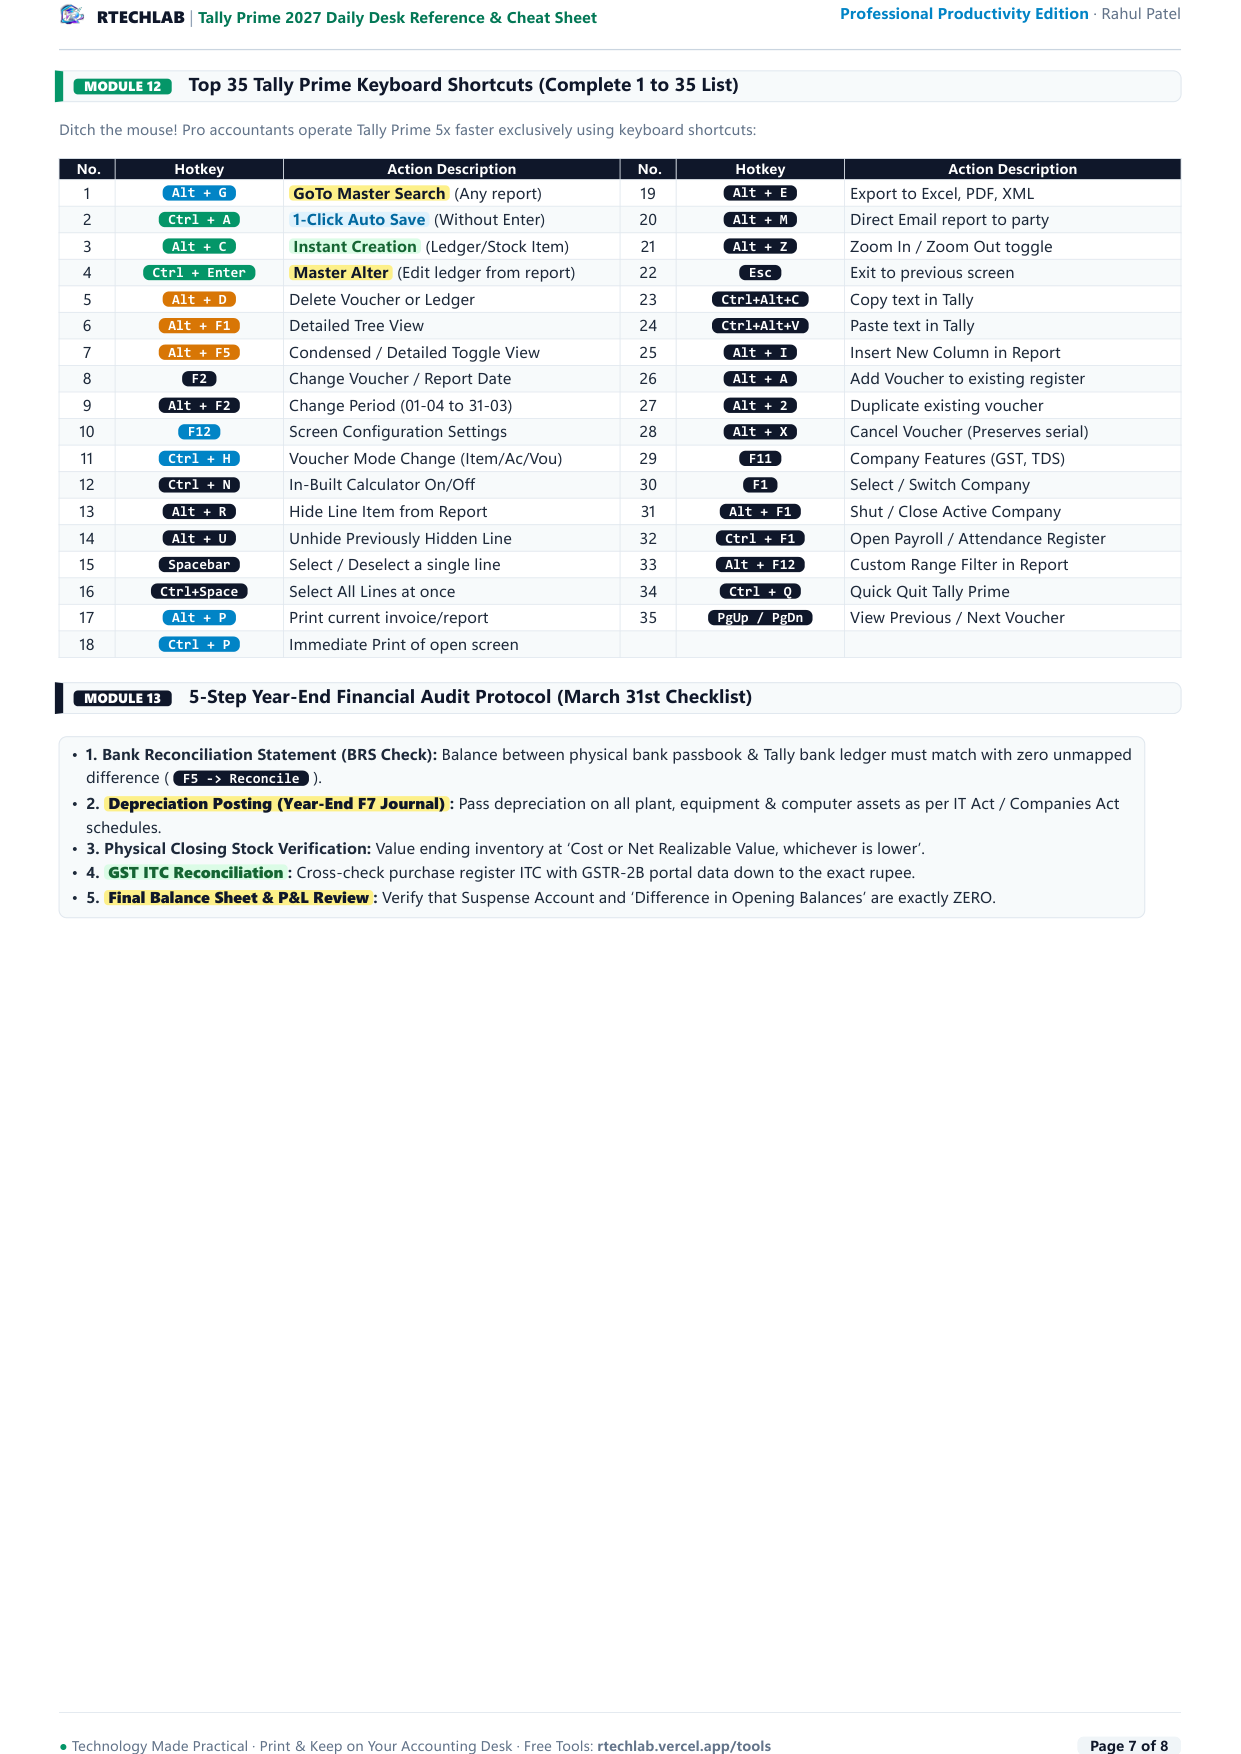 RTECHLAB | Tally Prime 2027 Daily Desk Reference & Cheat Sheet
Professional Productivity Edition · Rahul Patel
MODULE 12 Top 35 Tally Prime Keyboard Shortcuts (Complete 1 to 35 List)
Ditch the mouse! Pro accountants operate Tally Prime 5x faster exclusively using keyboard shortcuts:
No. Hotkey Action Description No. Hotkey Action Description
1 Alt + G GoTo Master Search (Any report) 19 Alt + E Export to Excel, PDF, XML
2 Ctrl + A 1-Click Auto Save (Without Enter) 20 Alt + M Direct Email report to party
3 Alt + C Instant Creation (Ledger/Stock Item) 21 Alt + Z Zoom In / Zoom Out toggle
4 Ctrl + Enter Master Alter (Edit ledger from report) 22 Esc Exit to previous screen
5 Alt + D Delete Voucher or Ledger 23 Ctrl+Alt+C Copy text in Tally
6 Alt + F1 Detailed Tree View 24 Ctrl+Alt+V Paste text in Tally
7 Alt + F5 Condensed / Detailed Toggle View 25 Alt + I Insert New Column in Report
8 F2 Change Voucher / Report Date 26 Alt + A Add Voucher to existing register
9 Alt + F2 Change Period (01-04 to 31-03) 27 Alt + 2 Duplicate existing voucher
10 F12 Screen Configuration Settings 28 Alt + X Cancel Voucher (Preserves serial)
11 Ctrl + H Voucher Mode Change (Item/Ac/Vou) 29 F11 Company Features (GST, TDS)
12 Ctrl + N In-Built Calculator On/Off 30 F1 Select / Switch Company
13 Alt + R Hide Line Item from Report 31 Alt + F1 Shut / Close Active Company
14 Alt + U Unhide Previously Hidden Line 32 Ctrl + F1 Open Payroll / Attendance Register
15 Spacebar Select / Deselect a single line 33 Alt + F12 Custom Range Filter in Report
16 Ctrl+Space Select All Lines at once 34 Ctrl + Q Quick Quit Tally Prime
17 Alt + P Print current invoice/report 35 PgUp / PgDn View Previous / Next Voucher
18 Ctrl + P Immediate Print of open screen
MODULE 13 5-Step Year-End Financial Audit Protocol (March 31st Checklist)
• 1. Bank Reconciliation Statement (BRS Check): Balance between physical bank passbook & Tally bank ledger must match with zero unmapped
difference ( F5 -> Reconcile ).
• 2. Depreciation Posting (Year-End F7 Journal) : Pass depreciation on all plant, equipment & computer assets as per IT Act / Companies Act
schedules.
• 3. Physical Closing Stock Verification: Value ending inventory at ‘Cost or Net Realizable Value, whichever is lower’.
• 4. GST ITC Reconciliation : Cross-check purchase register ITC with GSTR-2B portal data down to the exact rupee.
• 5. Final Balance Sheet & P&L Review : Verify that Suspense Account and ‘Difference in Opening Balances’ are exactly ZERO.
● Technology Made Practical · Print & Keep on Your Accounting Desk · Free Tools: rtechlab.vercel.app/tools
Page 7 of 8